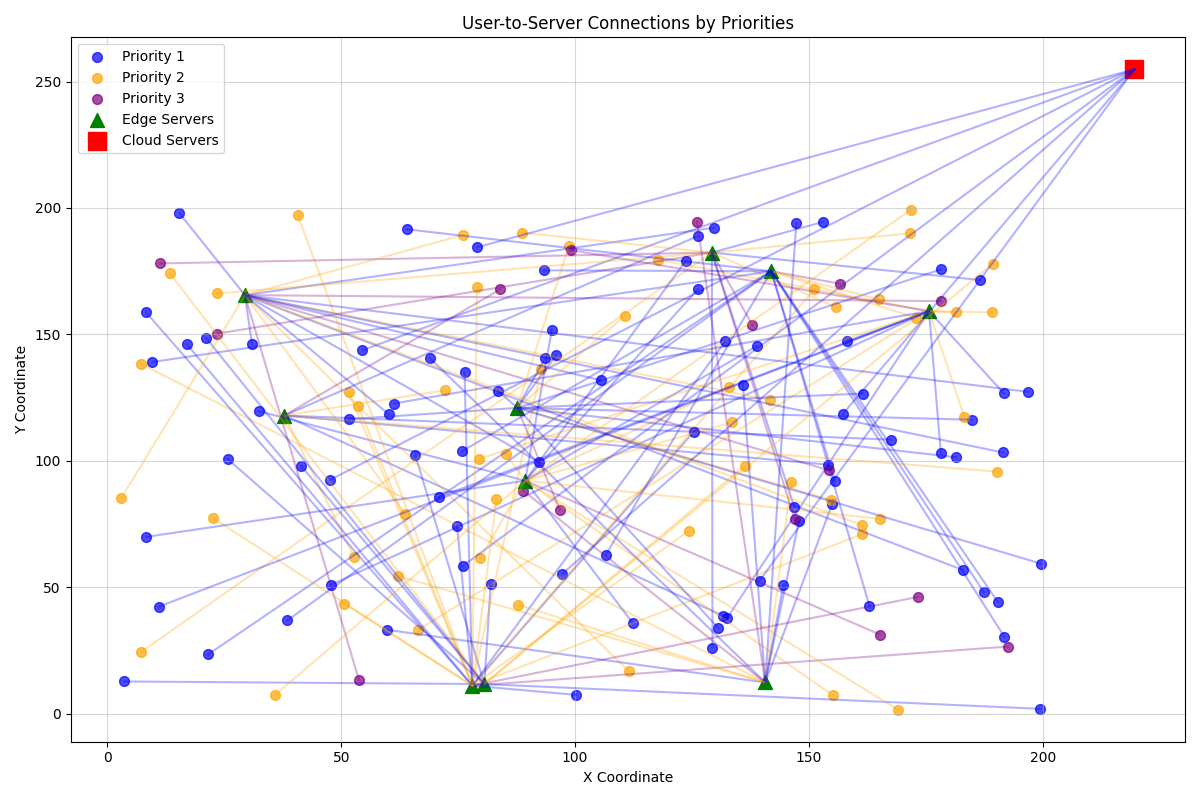 User-to-Server Connections by Priorities
Priority 1
Priority 2
Priority 3
Edge Servers
Cloud Servers
Y Coordinate
250
200
150
100
50
0
0 50 100 150 200
X Coordinate